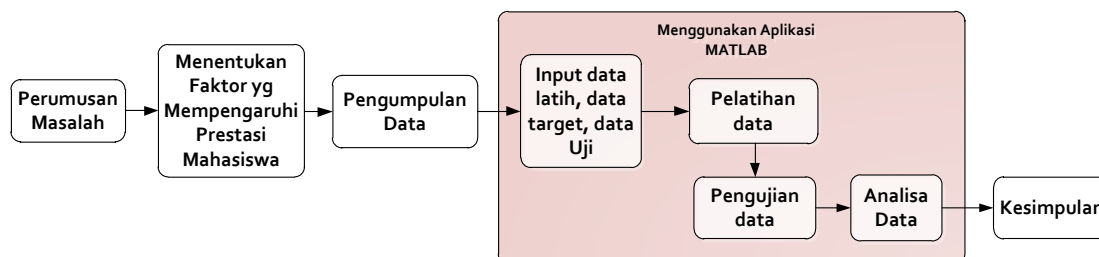 Perumusan
Masalah
Menentukan
Faktor yg
Mempengaruhi
Prestasi
Mahasiswa
Pengumpulan
Data
Menggunakan Aplikasi
MATLAB
Input data
latih, data
target, data
Uji
Pelatihan
data
Pengujian
data
Analisa
Data
Kesimpulan